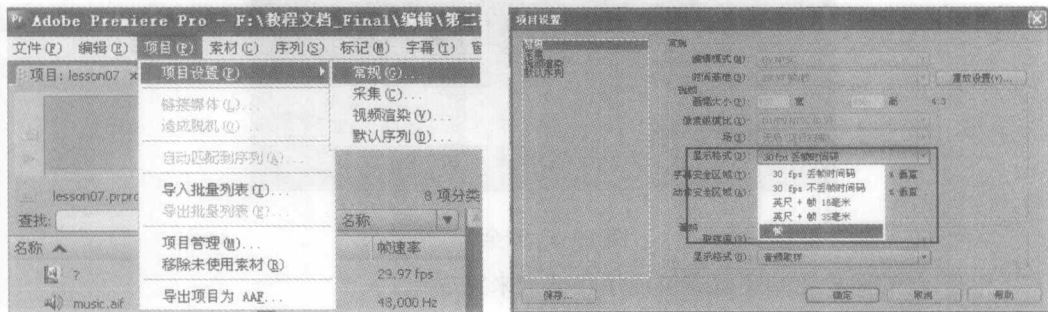 Adobe Premiere Pro - F:\教程文档_Final\编辑\第二
文件(F) 编辑(E) 项目(P) 素材(C) 序列(S) 标记(M) 字幕(T) 窗
项目: lesson07 ×
项目设置(P)
链接媒体(L)...
造成脱机(O)...
自动匹配到序列(A)...
导入批量列表(I)...
导出批量列表(E)...
项目管理(M)...
移除未使用素材(R)
导出项目为 AAF...
常规(G)...
采集(C)...
视频渲染(V)...
默认序列(D)...
lesson07.prproj
8 项分类
查找:
名称
名称
帧速率
?
29.97 fps
music.aif
48,000 Hz
项目设置
常规
采集
视频渲染
默认序列
常规
编辑模式(M):
时间基准(B):
重放设置(Y)...
视频
画幅大小(F):
宽
高
4:3
像素纵横比(P):
场(I):
显示格式(D): 30fps 丢帧时间码
30 fps 丢帧时间码
30 fps 不丢帧时间码
英尺 + 帧 16毫米
英尺 + 帧 35毫米
帧
字幕安全区域(T):
% 垂直
动作安全区域(A):
% 垂直
音频
显示格式(O): 音频取样
保存...
确定
取消
帮助